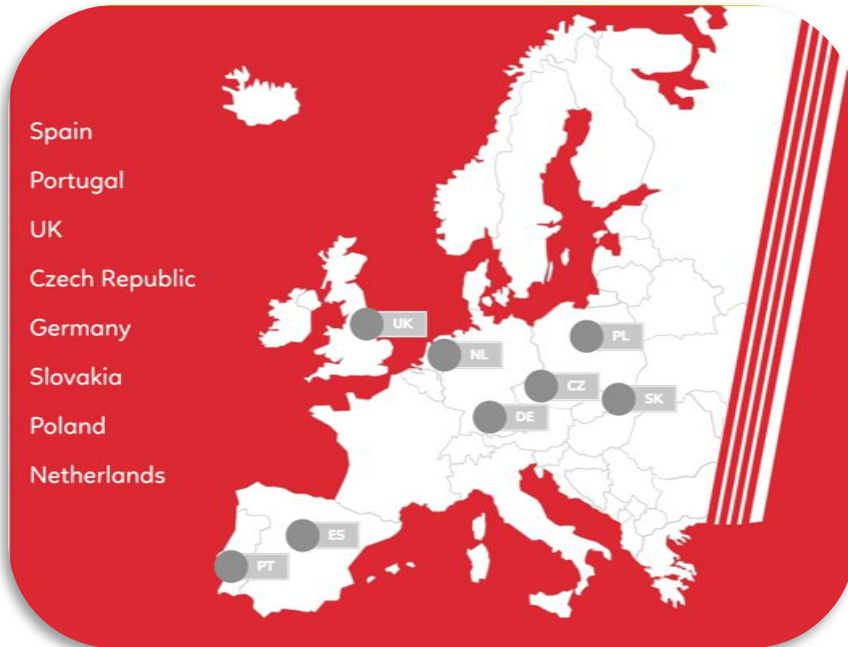 Spain
Portugal
UK
Czech Republic
Germany
Slovakia
Poland
Netherlands
UK
NL
PL
CZ
SK
DE
ES
PT